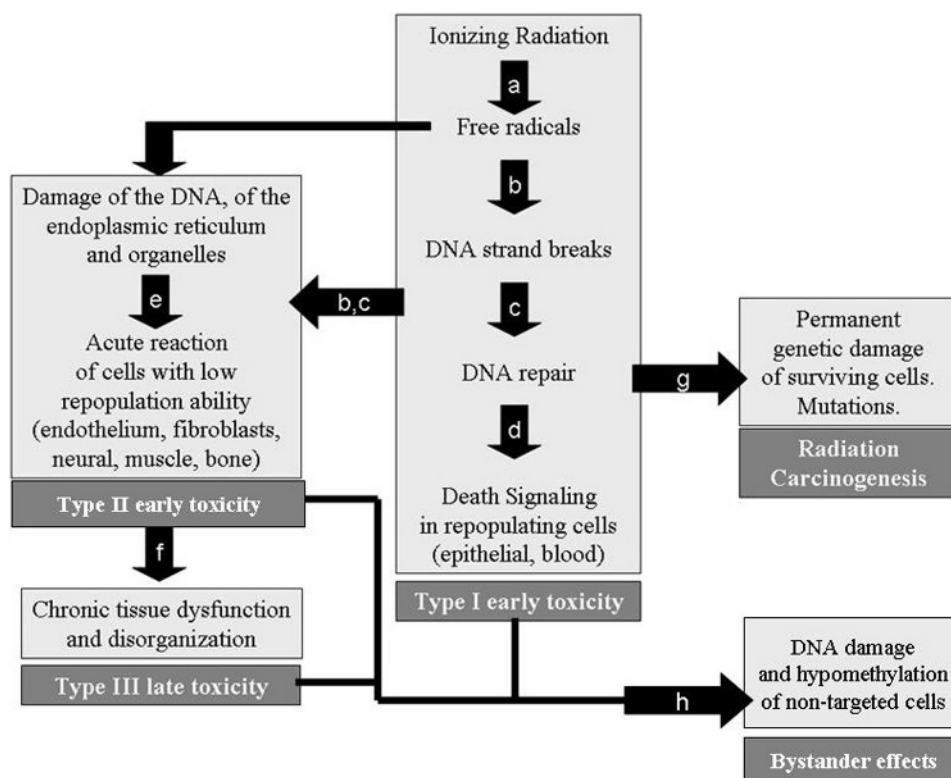 Ionizing Radiation
a
Free radicals
b
DNA strand breaks
c
DNA repair
d
Death Signaling
in repopulating cells
(epithelial, blood)
Type I early toxicity
Damage of the DNA, of the
endoplasmic reticulum
and organelles
e
Acute reaction
of cells with low
repopulation ability
(endothelium, fibroblasts,
neural, muscle, bone)
Type II early toxicity
b,c
f
Chronic tissue dysfunction
and disorganization
Type III late toxicity
g
Permanent
genetic damage
of surviving cells.
Mutations.
Radiation
Carcinogenesis
h
DNA damage
and hypomethylation
of non-targeted cells
Bystander effects